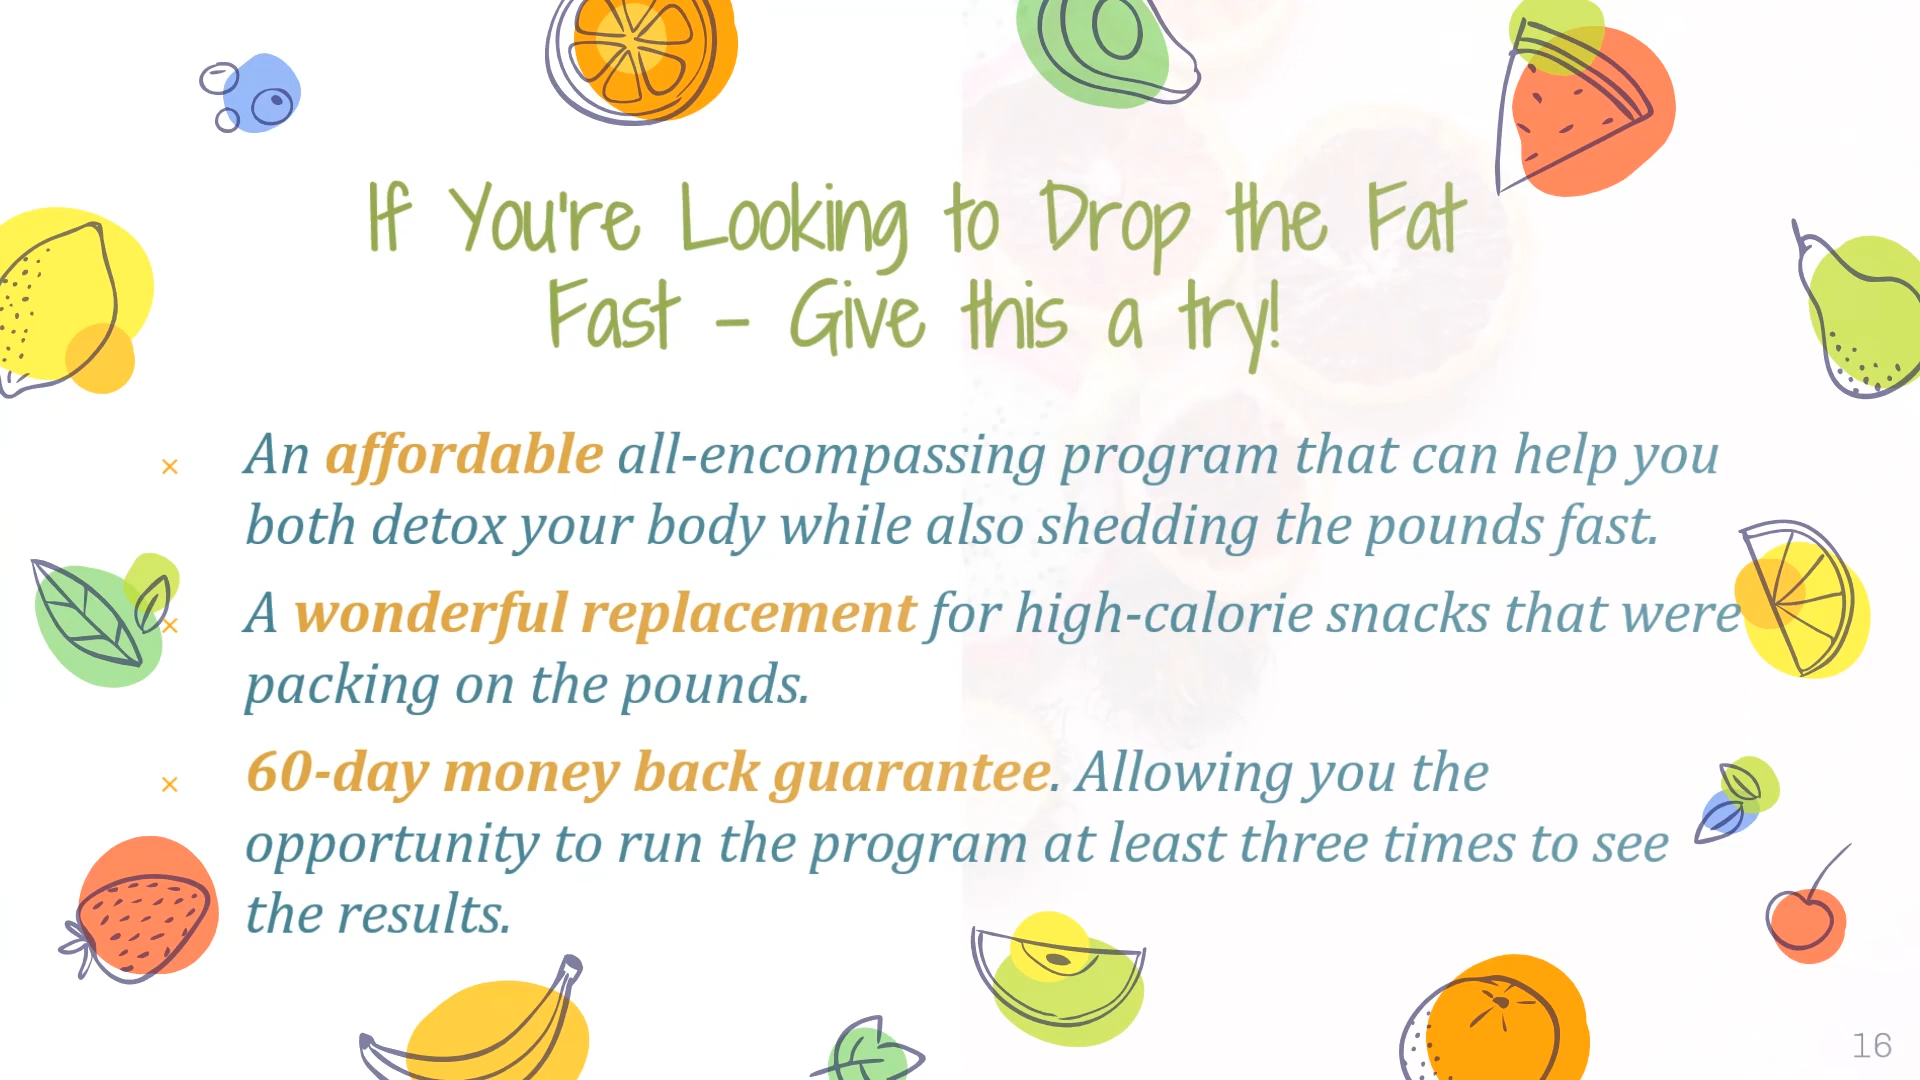 If You're Looking to Drop the Fat
Fast – Give this a try!
× An affordable all-encompassing program that can help you
both detox your body while also shedding the pounds fast.
× A wonderful replacement for high-calorie snacks that were
packing on the pounds.
× 60-day money back guarantee. Allowing you the
opportunity to run the program at least three times to see
the results.
16